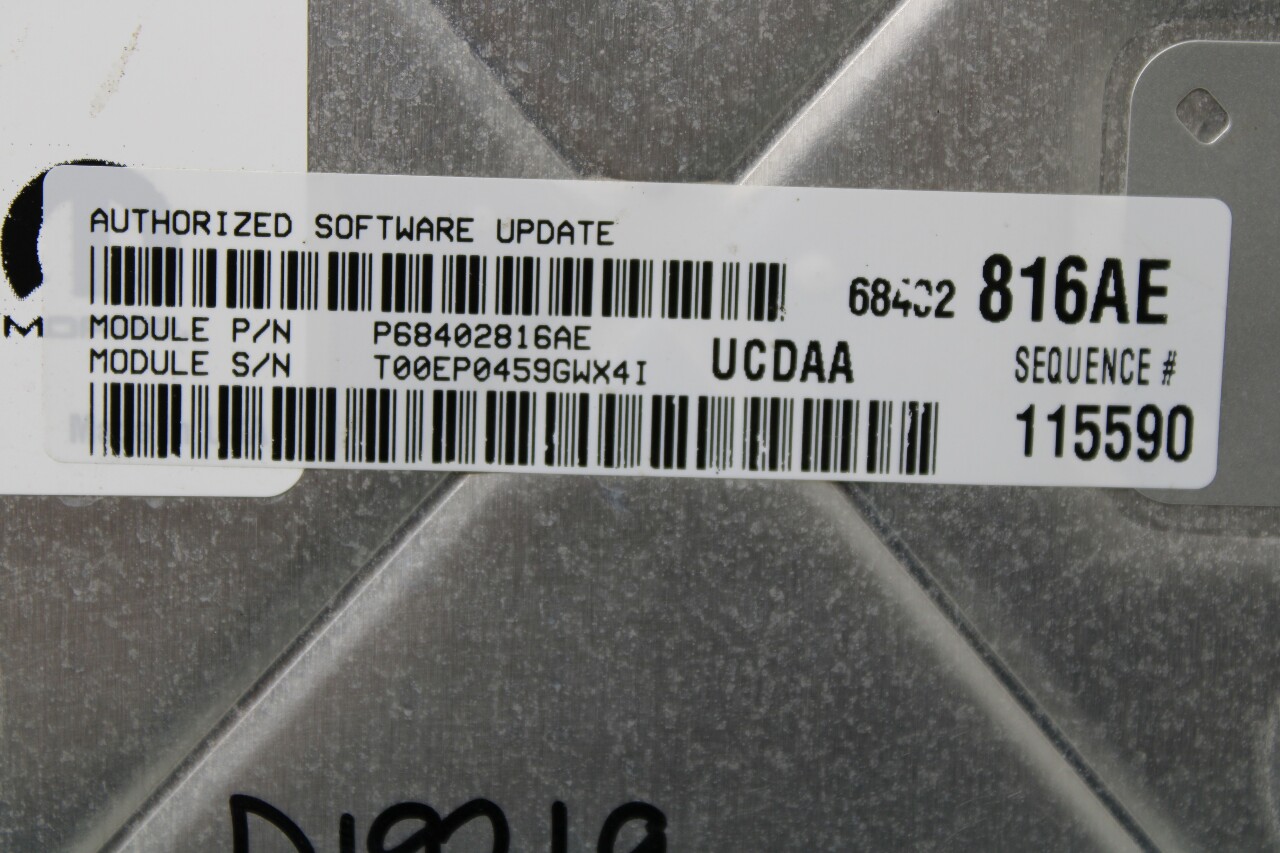 AUTHORIZED SOFTWARE UPDATE
68402 816AE
MODULE P/N P68402816AE
MODULE S/N T00EP0459GWX4I
UCDAA
SEQUENCE #
115590